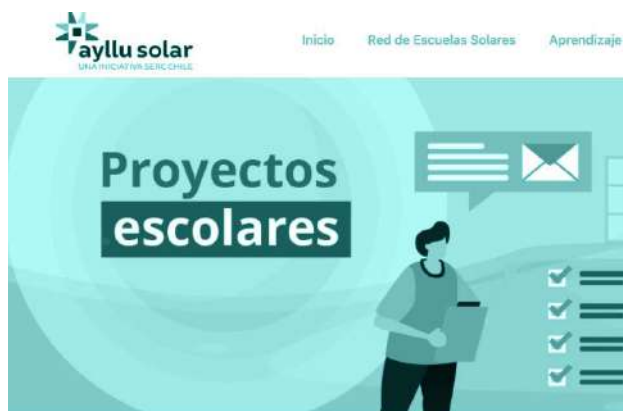 ayllu solar
UNA INICIATIVA SERC CHILE
Inicio Red de Escuelas Solares Aprendizaje
Proyectos
escolares